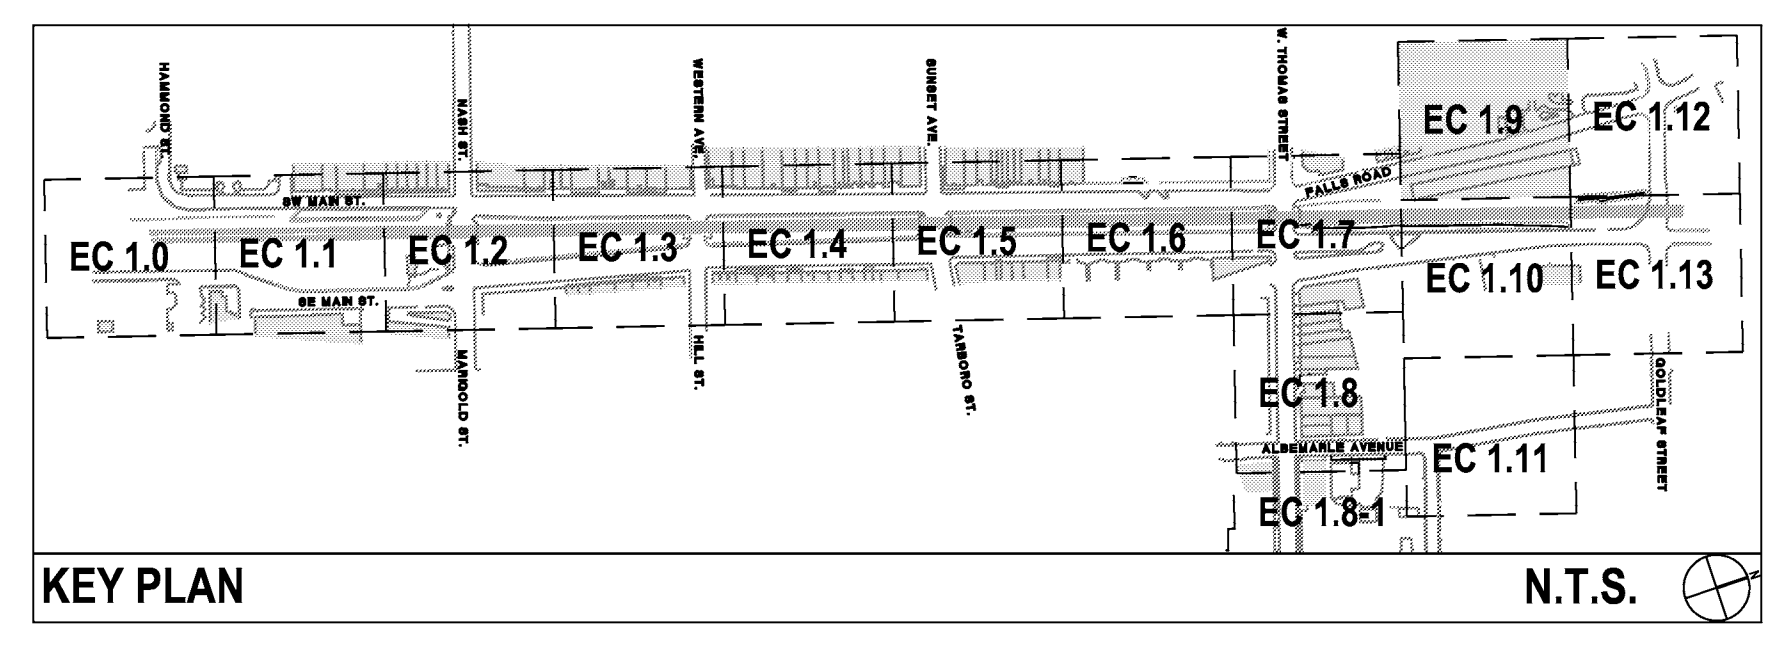 HAMMOND ST.
NASH ST.
WESTERN AVE.
SUNSET AVE.
W. THOMAS STREET
EC 1.9
EC 1.12
FALLS ROAD
SW MAIN ST.
EC 1.0
EC 1.1
EC 1.2
EC 1.3
EC 1.4
EC 1.5
EC 1.6
EC 1.7
EC 1.10
EC 1.13
SE MAIN ST.
MARIGOLD ST.
HILL ST.
TARBORO ST.
EC 1.8
GOLDLEAF STREET
ALBEMARLE AVENUE
EC 1.11
EC 1.8-1
KEY PLAN
N.T.S.
N